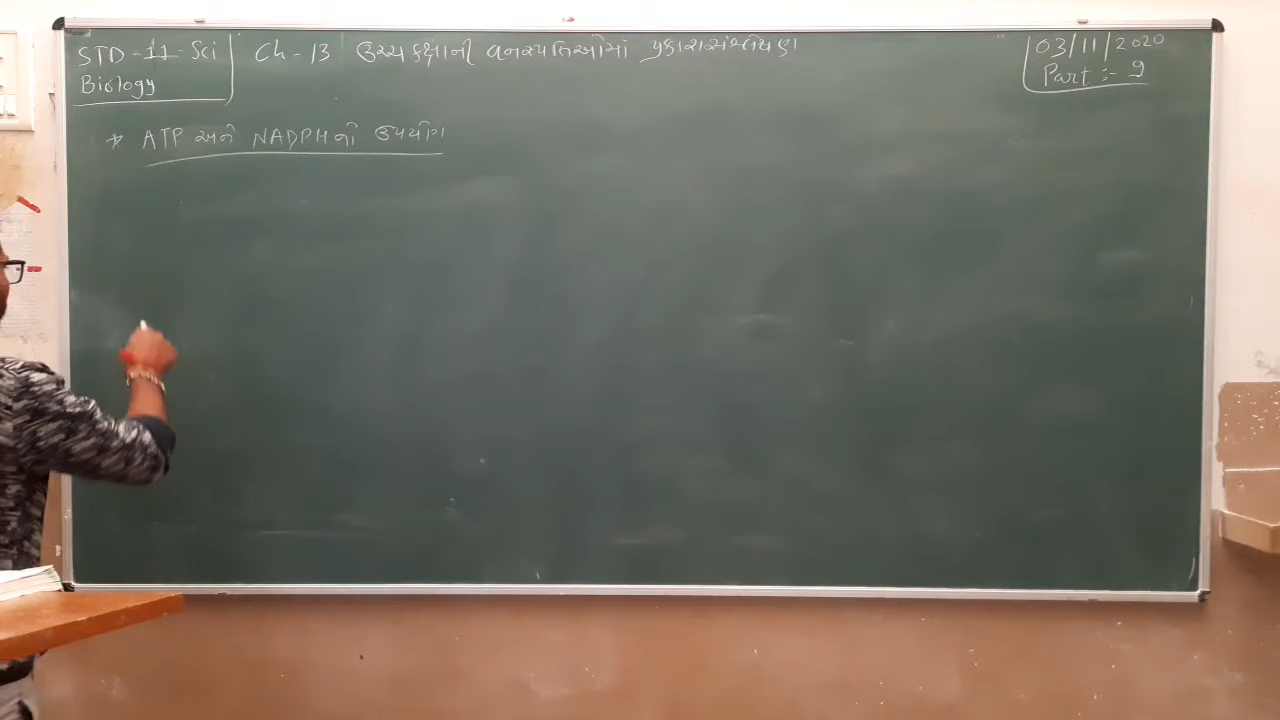 STD-11-Sci
Biology
Ch-13 ઉચ્ચ કક્ષાની વનસ્પતિઓમાં પ્રકાશસંશ્લેષણ
03/11/2020
Part :- 9
* ATP અને NADPH નો ઉપયોગ